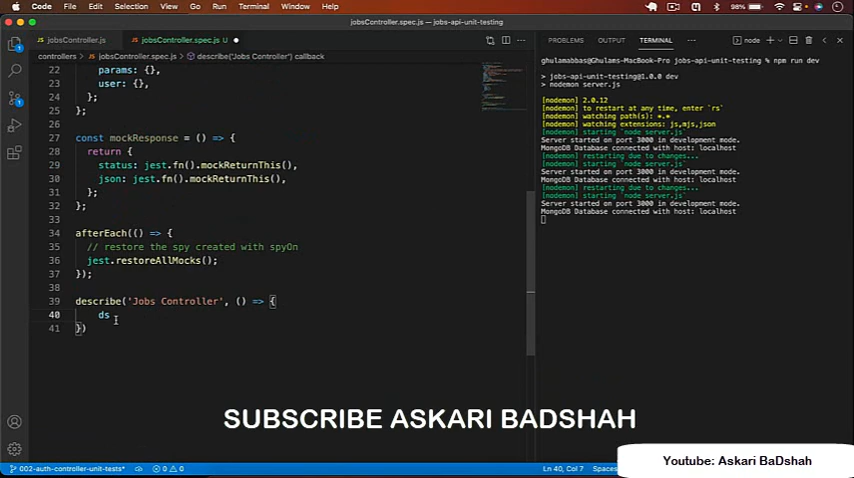 Code File Edit Selection View Go Run Terminal Window Help 98%
jobsController.spec.js — jobs-api-unit-testing
jobsController.js jobsController.spec.js U
controllers > jobsController.spec.js > describe('Jobs Controller') callback
22 params: {},
23 user: {},
24 };
25 };
26
27 const mockResponse = () => {
28 return {
29 status: jest.fn().mockReturnThis(),
30 json: jest.fn().mockReturnThis(),
31 };
32 };
33
34 afterEach(() => {
35 // restore the spy created with spyOn
36 jest.restoreAllMocks();
37 });
38
39 describe('Jobs Controller', () => {
40 ds
41 })
PROBLEMS OUTPUT TERMINAL ... node
ghulamabbas@Ghulams-MacBook-Pro jobs-api-unit-testing % npm run dev
> jobs-api-unit-testing@1.0.0 dev
> nodemon server.js
[nodemon] 2.0.12
[nodemon] to restart at any time, enter `rs`
[nodemon] watching path(s): *.*
[nodemon] watching extensions: js,mjs,json
[nodemon] starting `node server.js`
Server started on port 3000 in development mode.
MongoDB Database connected with host: localhost
[nodemon] restarting due to changes...
[nodemon] starting `node server.js`
Server started on port 3000 in development mode.
MongoDB Database connected with host: localhost
[nodemon] restarting due to changes...
[nodemon] starting `node server.js`
Server started on port 3000 in development mode.
MongoDB Database connected with host: localhost
SUBSCRIBE ASKARI BADSHAH
Youtube: Askari BaDshah
002-auth-controller-unit-tests* 0 0 Ln 40, Col 7 Spaces